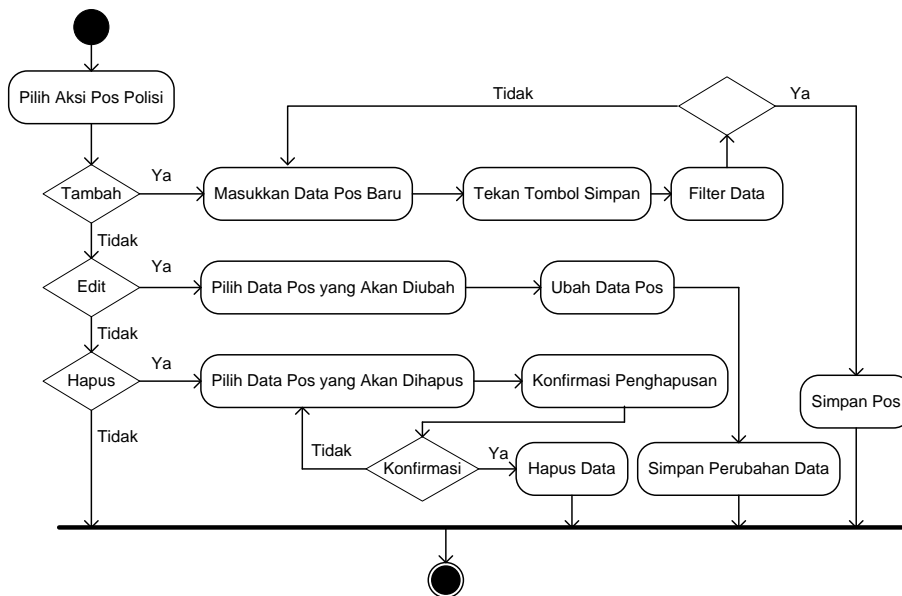 Pilih Aksi Pos Polisi
Tidak
Ya
Tambah
Ya
Masukkan Data Pos Baru
Tekan Tombol Simpan
Filter Data
Tidak
Edit
Ya
Pilih Data Pos yang Akan Diubah
Ubah Data Pos
Tidak
Hapus
Ya
Pilih Data Pos yang Akan Dihapus
Konfirmasi Penghapusan
Simpan Pos
Tidak
Tidak
Konfirmasi
Ya
Hapus Data
Simpan Perubahan Data